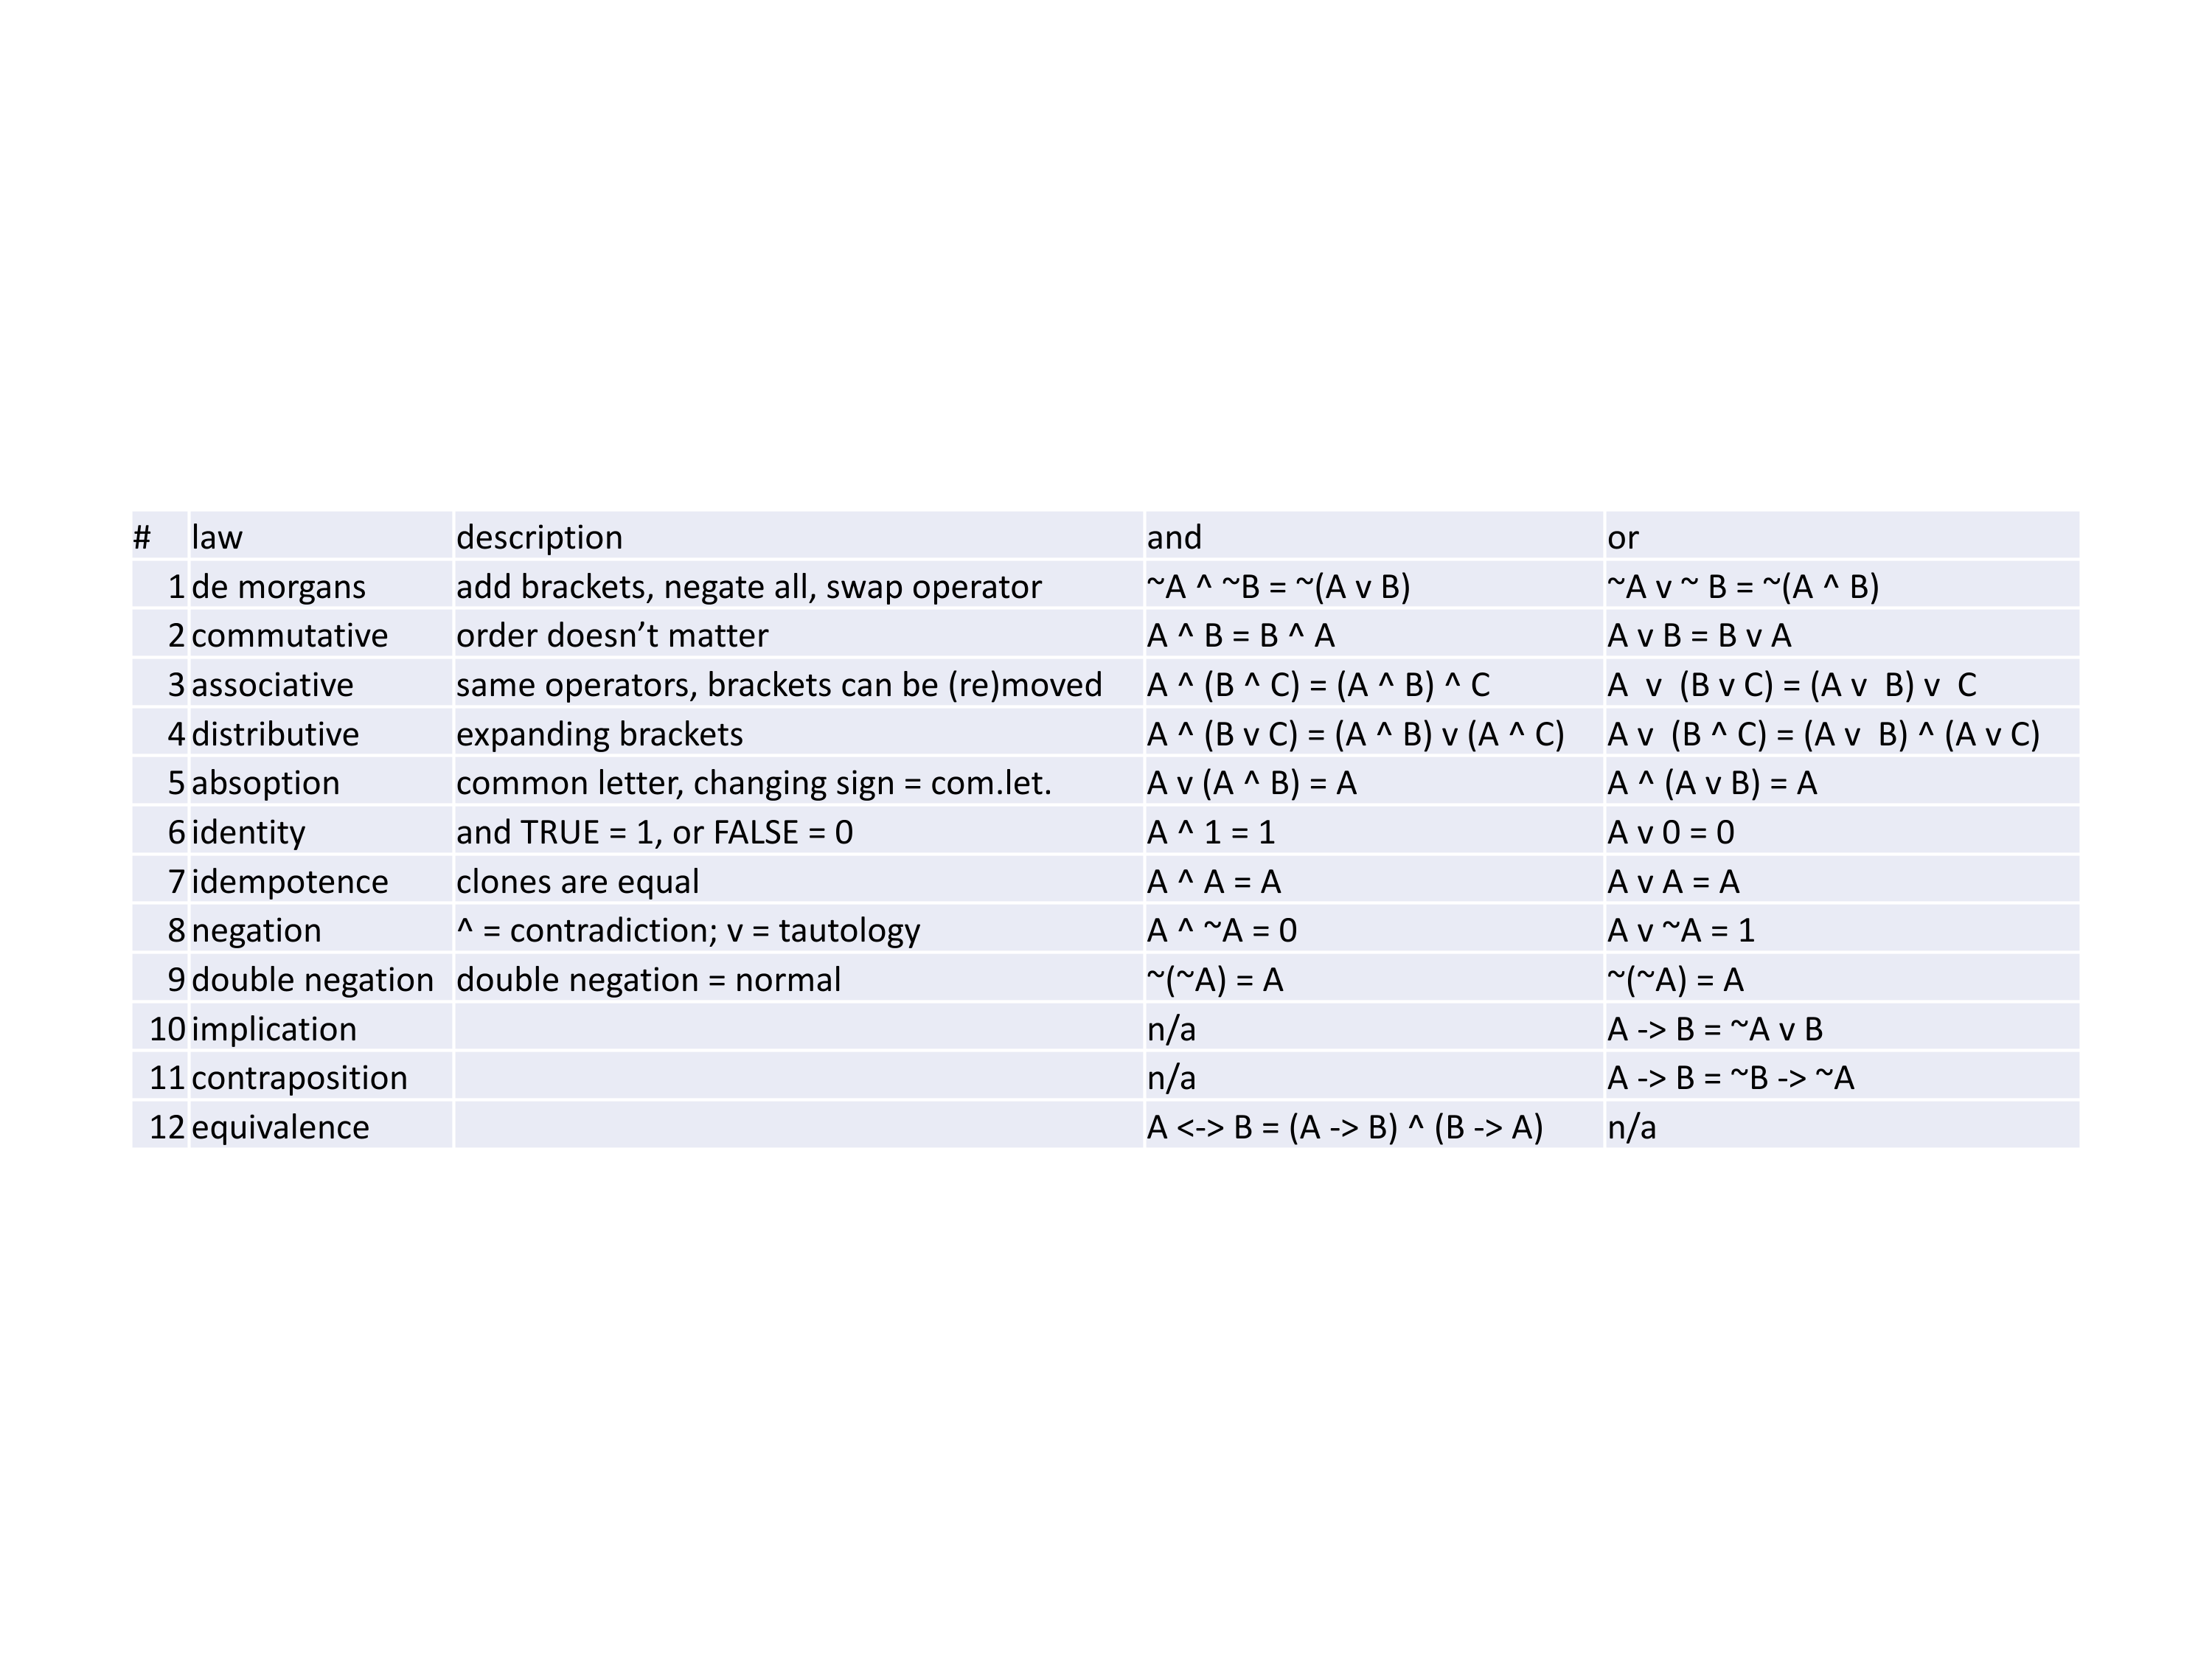 # law description and or
1 de morgans add brackets, negate all, swap operator ~A ^ ~B = ~(A v B) ~A v ~ B = ~(A ^ B)
2 commutative order doesn’t matter A ^ B = B ^ A A v B = B v A
3 associative same operators, brackets can be (re)moved A ^ (B ^ C) = (A ^ B) ^ C A v (B v C) = (A v B) v C
4 distributive expanding brackets A ^ (B v C) = (A ^ B) v (A ^ C) A v (B ^ C) = (A v B) ^ (A v C)
5 absoption common letter, changing sign = com.let. A v (A ^ B) = A A ^ (A v B) = A
6 identity and TRUE = 1, or FALSE = 0 A ^ 1 = 1 A v 0 = 0
7 idempotence clones are equal A ^ A = A A v A = A
8 negation ^ = contradiction; v = tautology A ^ ~A = 0 A v ~A = 1
9 double negation double negation = normal ~(~A) = A ~(~A) = A
10 implication n/a A -> B = ~A v B
11 contraposition n/a A -> B = ~B -> ~A
12 equivalence A <-> B = (A -> B) ^ (B -> A) n/a